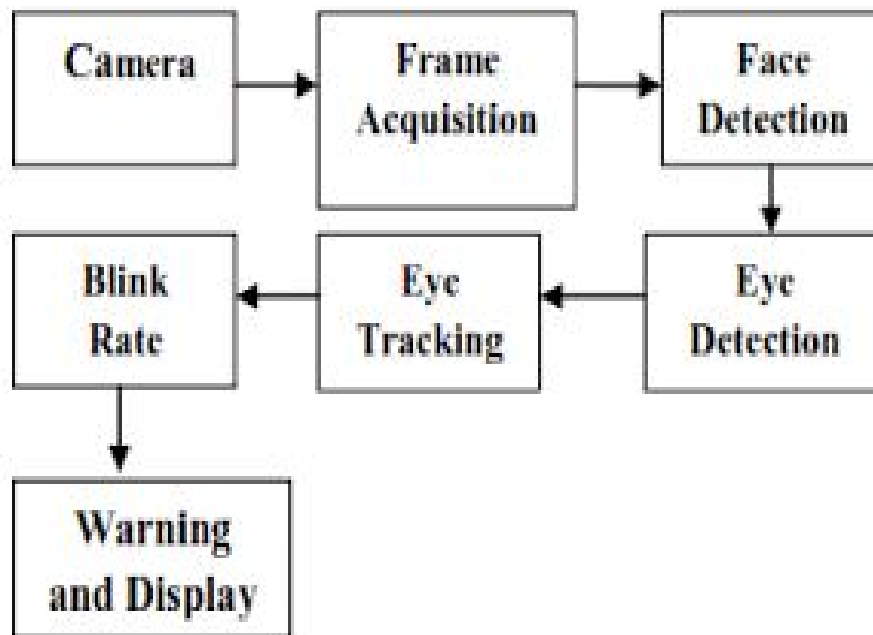 Camera
Frame
Acquisition
Face
Detection
Eye
Detection
Eye
Tracking
Blink
Rate
Warning
and Display